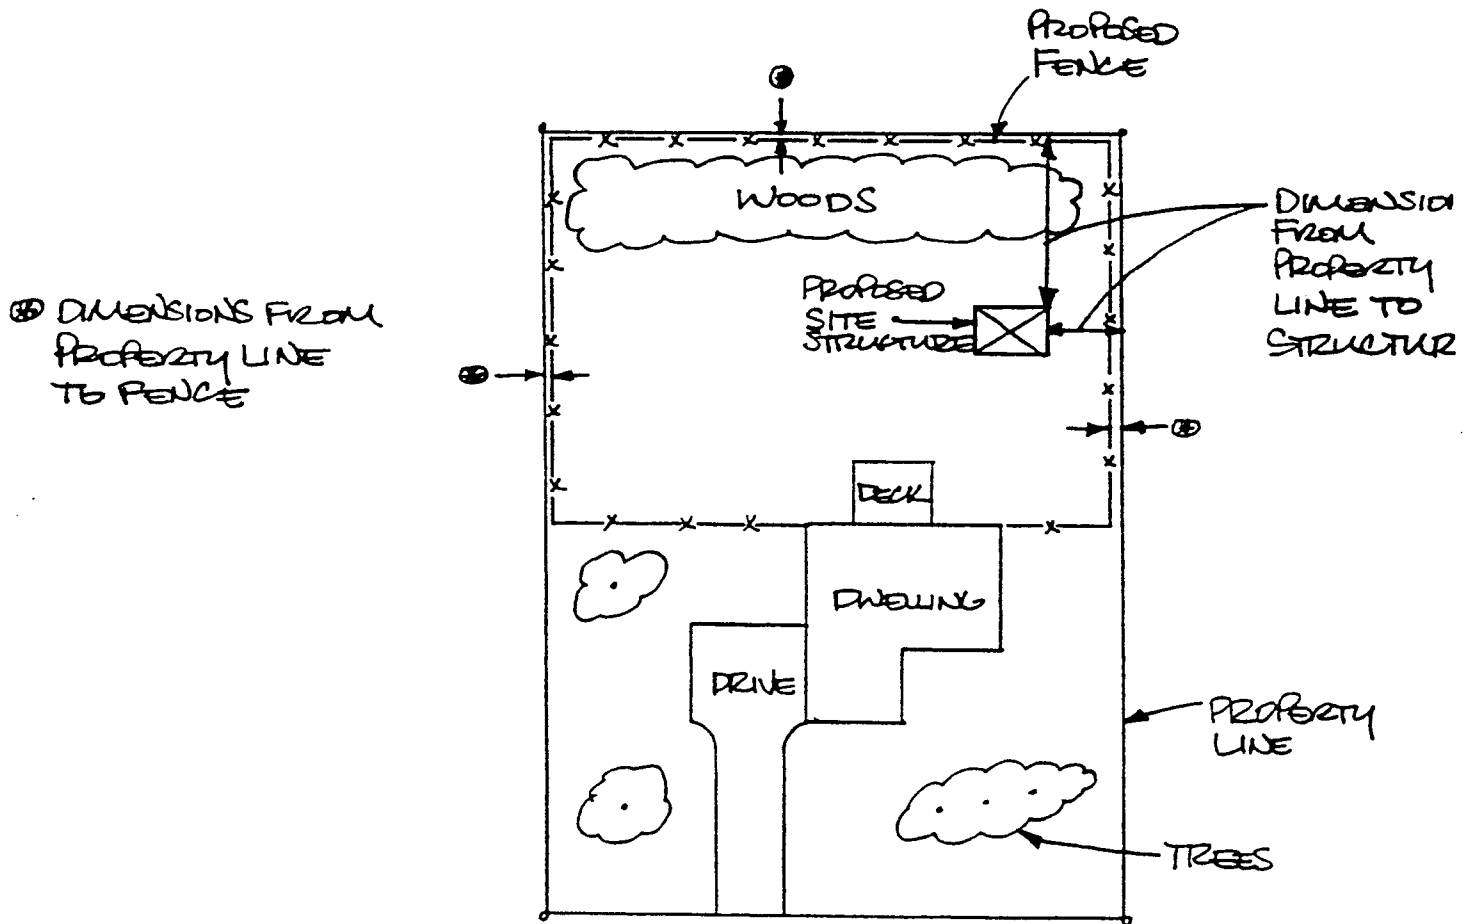 PROPOSED
FENCE
WOODS
DIMENSIO
FROM
PROPERTY
LINE TO
STRUCTUR
PROPOSED
SITE
STRUCTURE
DIMENSIONS FROM
PROPERTY LINE
TO FENCE
DECK
DWELLING
DRIVE
PROPERTY
LINE
TREES